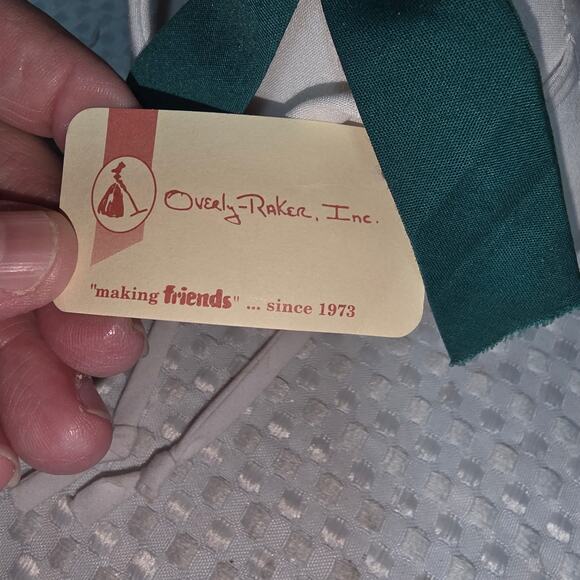 Overly-Raker, Inc.
"making friends" ... since 1973